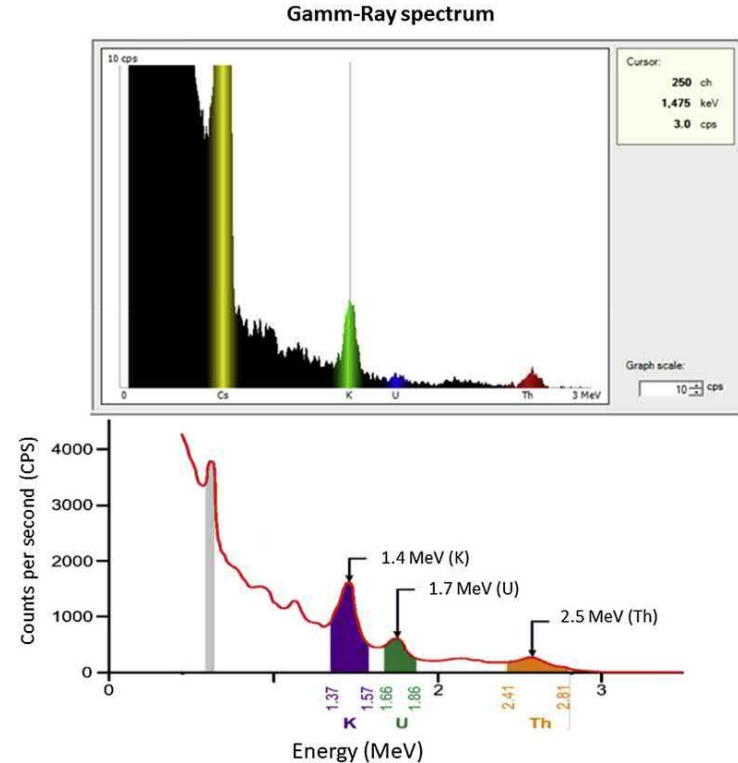 Gamm-Ray spectrum
10 cps
Cursor:
250 ch
1,475 keV
3.0 cps
Graph scale:
10 cps
0 Cs K U Th 3 MeV
Counts per second (CPS)
4000
3000
2000
1000
0
1.4 MeV (K)
1.7 MeV (U)
2.5 MeV (Th)
0 2 3
1.37 1.57 1.66 1.86 2.41 2.81
K U Th
Energy (MeV)